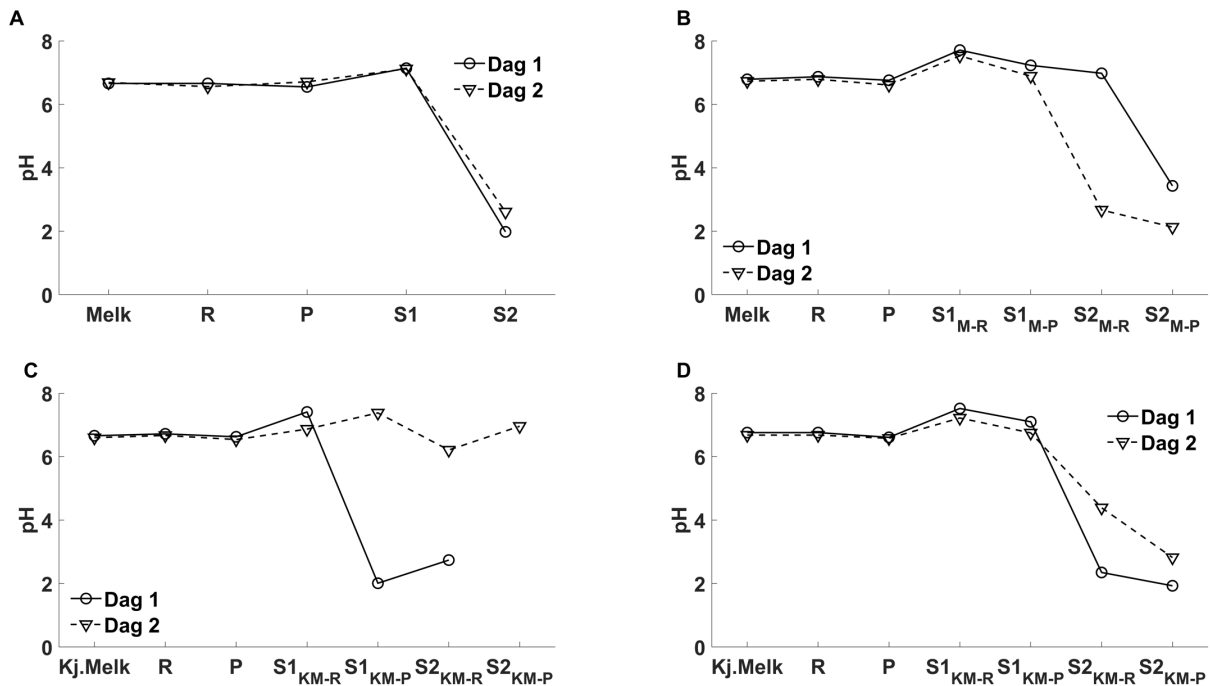 A
8
6
4
2
0
pH
Dag 1
Dag 2
Melk R P S1 S2
B
8
6
4
2
0
pH
Dag 1
Dag 2
Melk R P S1M-R S1M-P S2M-R S2M-P
C
8
6
4
2
0
pH
Dag 1
Dag 2
Kj.Melk R P S1KM-R S1KM-P S2KM-R S2KM-P
D
8
6
4
2
0
pH
Dag 1
Dag 2
Kj.Melk R P S1KM-R S1KM-P S2KM-R S2KM-P